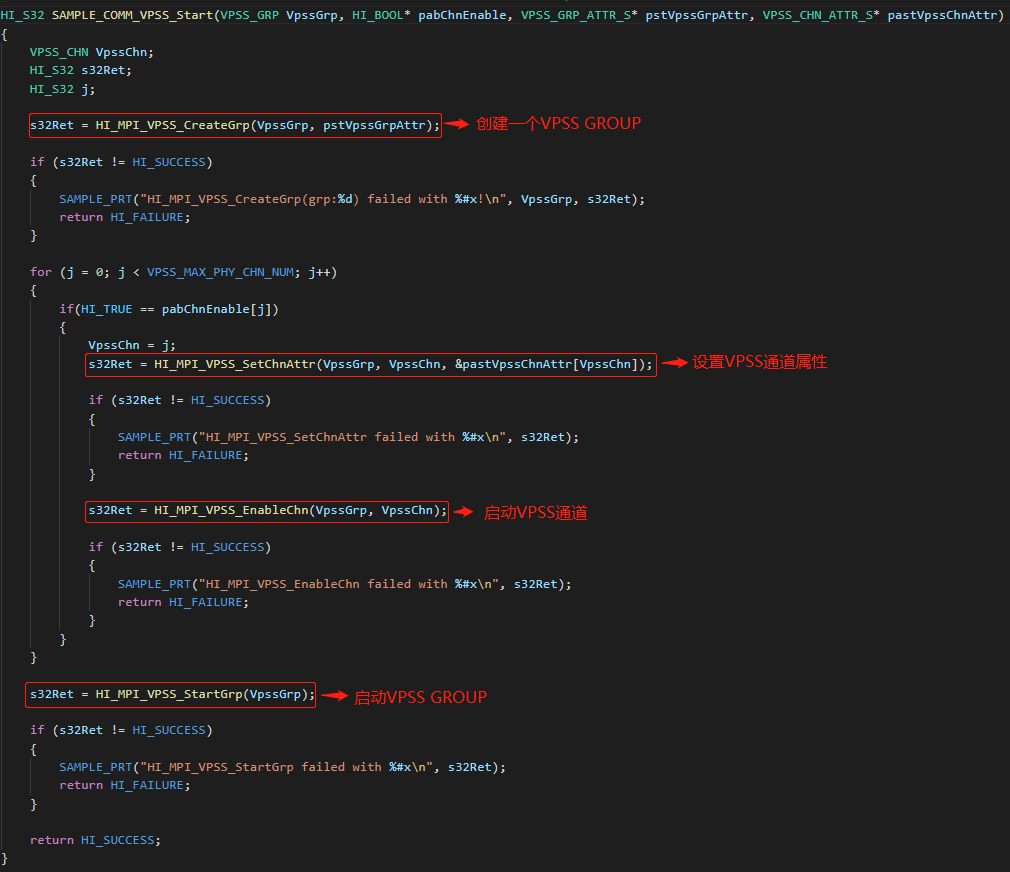 HI_S32 SAMPLE_COMM_VPSS_Start(VPSS_GRP VpssGrp, HI_BOOL* pabChnEnable, VPSS_GRP_ATTR_S* pstVpssGrpAttr, VPSS_CHN_ATTR_S* pastVpssChnAttr)
{
    VPSS_CHN VpssChn;
    HI_S32 s32Ret;
    HI_S32 j;
    s32Ret = HI_MPI_VPSS_CreateGrp(VpssGrp, pstVpssGrpAttr); 创建一个VPSS GROUP
    if (s32Ret != HI_SUCCESS)
    {
        SAMPLE_PRT("HI_MPI_VPSS_CreateGrp(grp:%d) failed with %#x!\n", VpssGrp, s32Ret);
        return HI_FAILURE;
    }
    for (j = 0; j < VPSS_MAX_PHY_CHN_NUM; j++)
    {
        if(HI_TRUE == pabChnEnable[j])
        {
            VpssChn = j;
            s32Ret = HI_MPI_VPSS_SetChnAttr(VpssGrp, VpssChn, &pastVpssChnAttr[VpssChn]); 设置VPSS通道属性
            if (s32Ret != HI_SUCCESS)
            {
                SAMPLE_PRT("HI_MPI_VPSS_SetChnAttr failed with %#x\n", s32Ret);
                return HI_FAILURE;
            }
            s32Ret = HI_MPI_VPSS_EnableChn(VpssGrp, VpssChn); 启动VPSS通道
            if (s32Ret != HI_SUCCESS)
            {
                SAMPLE_PRT("HI_MPI_VPSS_EnableChn failed with %#x\n", s32Ret);
                return HI_FAILURE;
            }
        }
    }
    s32Ret = HI_MPI_VPSS_StartGrp(VpssGrp); 启动VPSS GROUP
    if (s32Ret != HI_SUCCESS)
    {
        SAMPLE_PRT("HI_MPI_VPSS_StartGrp failed with %#x\n", s32Ret);
        return HI_FAILURE;
    }
    return HI_SUCCESS;
}